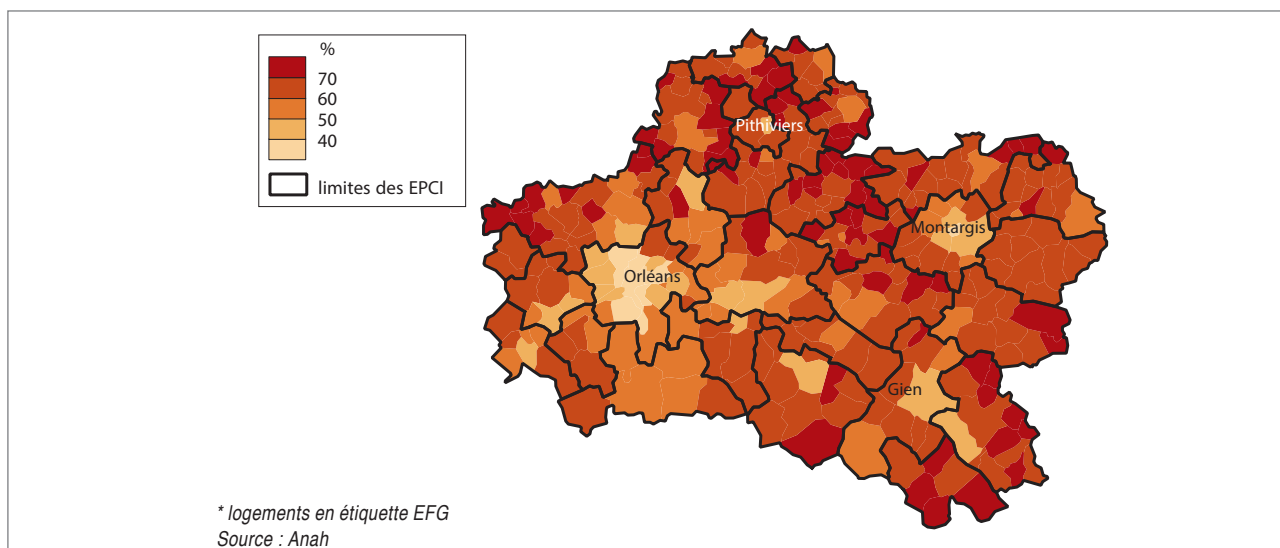 %
70
60
50
40
limites des EPCI
Pithiviers
Montargis
Orléans
Gien
* logements en étiquette EFG
Source : Anah